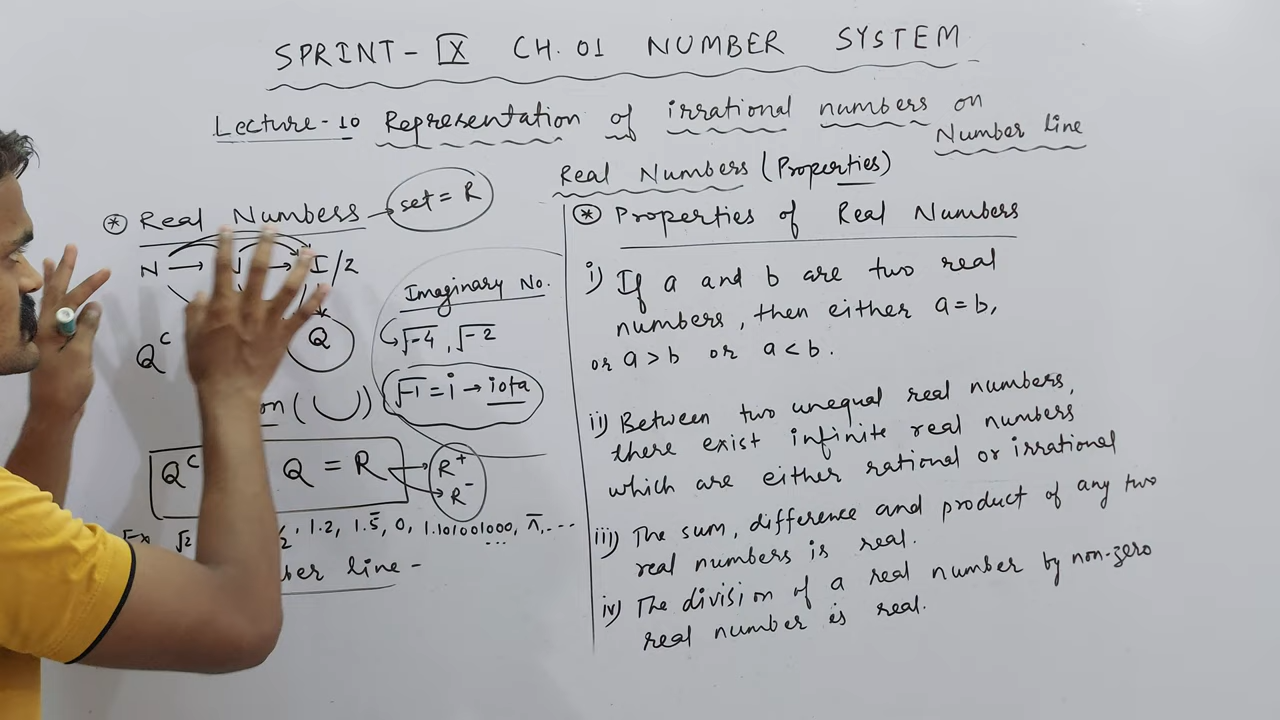 SPRINT-IX CH.01 NUMBER SYSTEM
Lecture-10 Representation of irrational numbers on
Number line
Real Numbers (Properties)
* Real Numbers → set = R
N → → I/Z
Q^C Q
(∪)
Q^C Q = R → R⁺
R⁻
√2 1.2, 1.5̅, 0, 1.101001000..., π, ...
line -
Imaginary No.
√-4, √-2
√-1 = i → iota
* Properties of Real Numbers
i) If a and b are two real
numbers, then either a = b,
or a > b or a < b.
ii) Between two unequal real numbers,
there exist infinite real numbers
which are either rational or irrational
iii) The sum, difference and product of any two
real numbers is real.
iv) The division of a real number by non-zero
real number is real.